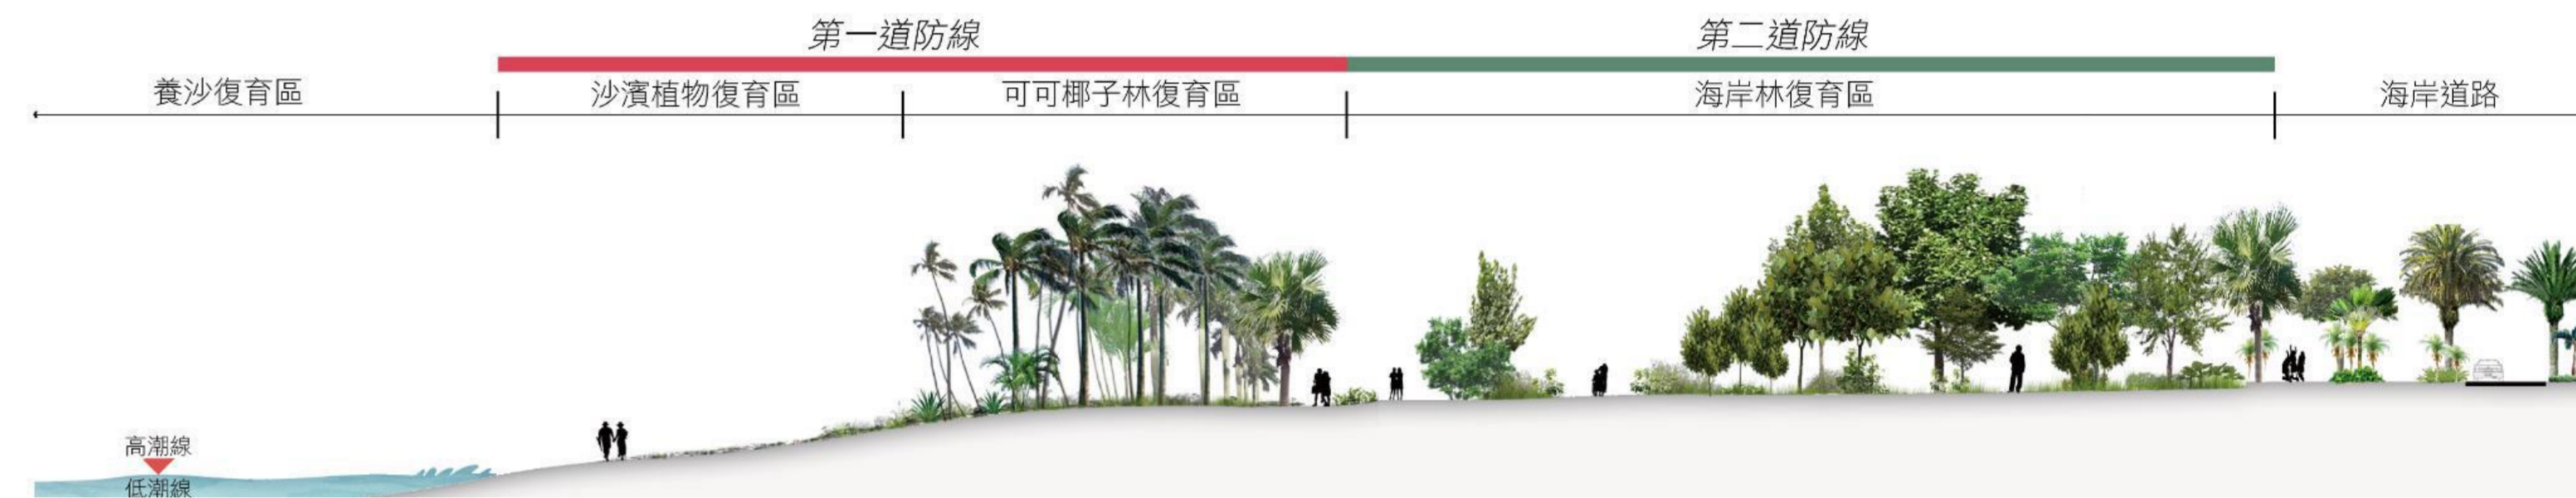 第一道防線
第二道防線
養沙復育區
沙濱植物復育區
可可椰子林復育區
海岸林復育區
海岸道路
高潮線
低潮線